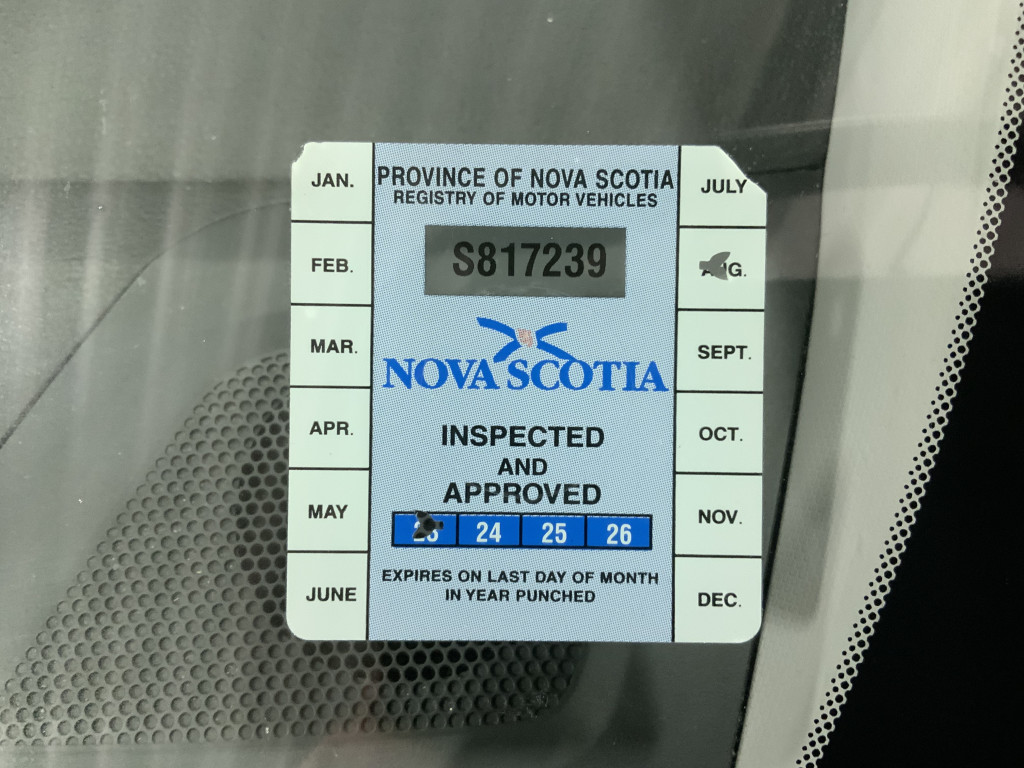 JAN.
FEB.
MAR.
APR.
MAY
JUNE
PROVINCE OF NOVA SCOTIA
REGISTRY OF MOTOR VEHICLES
S817239
NOVA SCOTIA
INSPECTED
AND
APPROVED
24 25 26
EXPIRES ON LAST DAY OF MONTH
IN YEAR PUNCHED
JULY
AUG.
SEPT.
OCT.
NOV.
DEC.